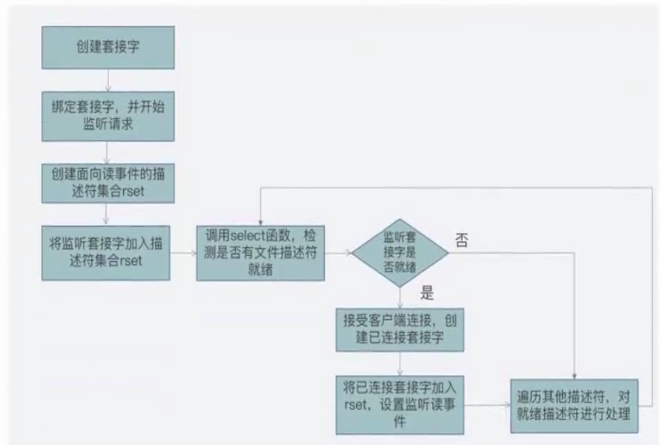 创建套接字
绑定套接字，并开始
监听请求
创建面向读事件的描
述符集合rset
将监听套接字加入描
述符集合rset
调用select函数，检
测是否有文件描述符
就绪
监听套
接字是
否就绪
否
是
接受客户端连接，创
建已连接套接字
将已连接套接字加入
rset，设置监听读事
件
遍历其他描述符，对
就绪描述符进行处理